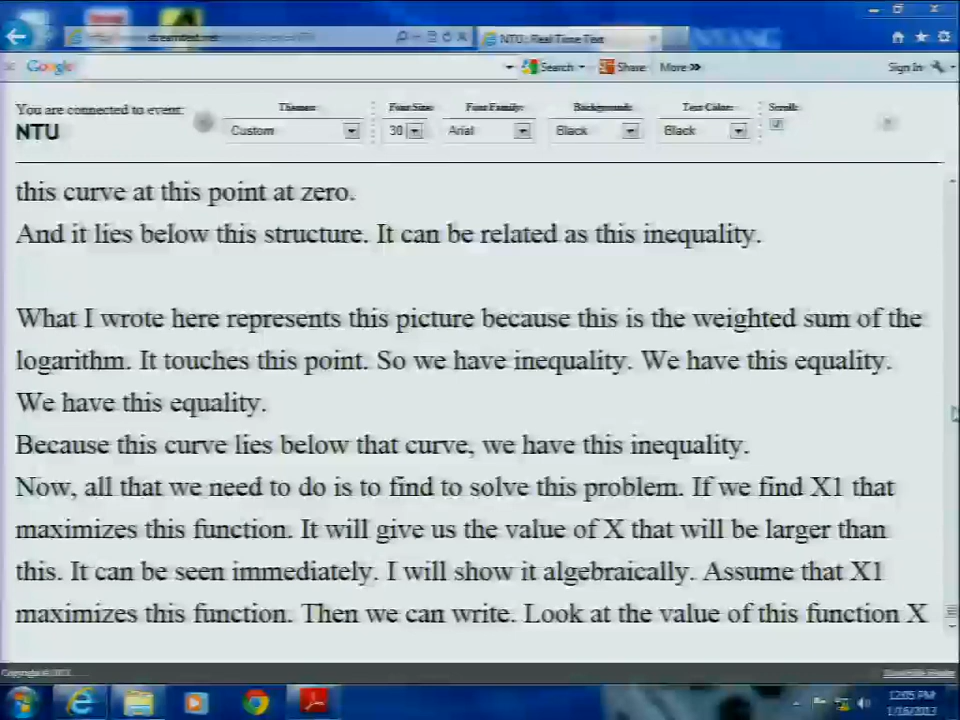 NTU: Real Time Text
Google
Search
Share
More »
Sign In
You are connected to event:
NTU
Themes:
Font Size:
Font Family:
Background:
Text Color:
Scroll:
Custom
30
Arial
Black
Black
this curve at this point at zero.
And it lies below this structure. It can be related as this inequality.
What I wrote here represents this picture because this is the weighted sum of the
logarithm. It touches this point. So we have inequality. We have this equality.
We have this equality.
Because this curve lies below that curve, we have this inequality.
Now, all that we need to do is to find to solve this problem. If we find X1 that
maximizes this function. It will give us the value of X that will be larger than
this. It can be seen immediately. I will show it algebraically. Assume that X1
maximizes this function. Then we can write. Look at the value of this function X
12:05 PM
1/16/2013